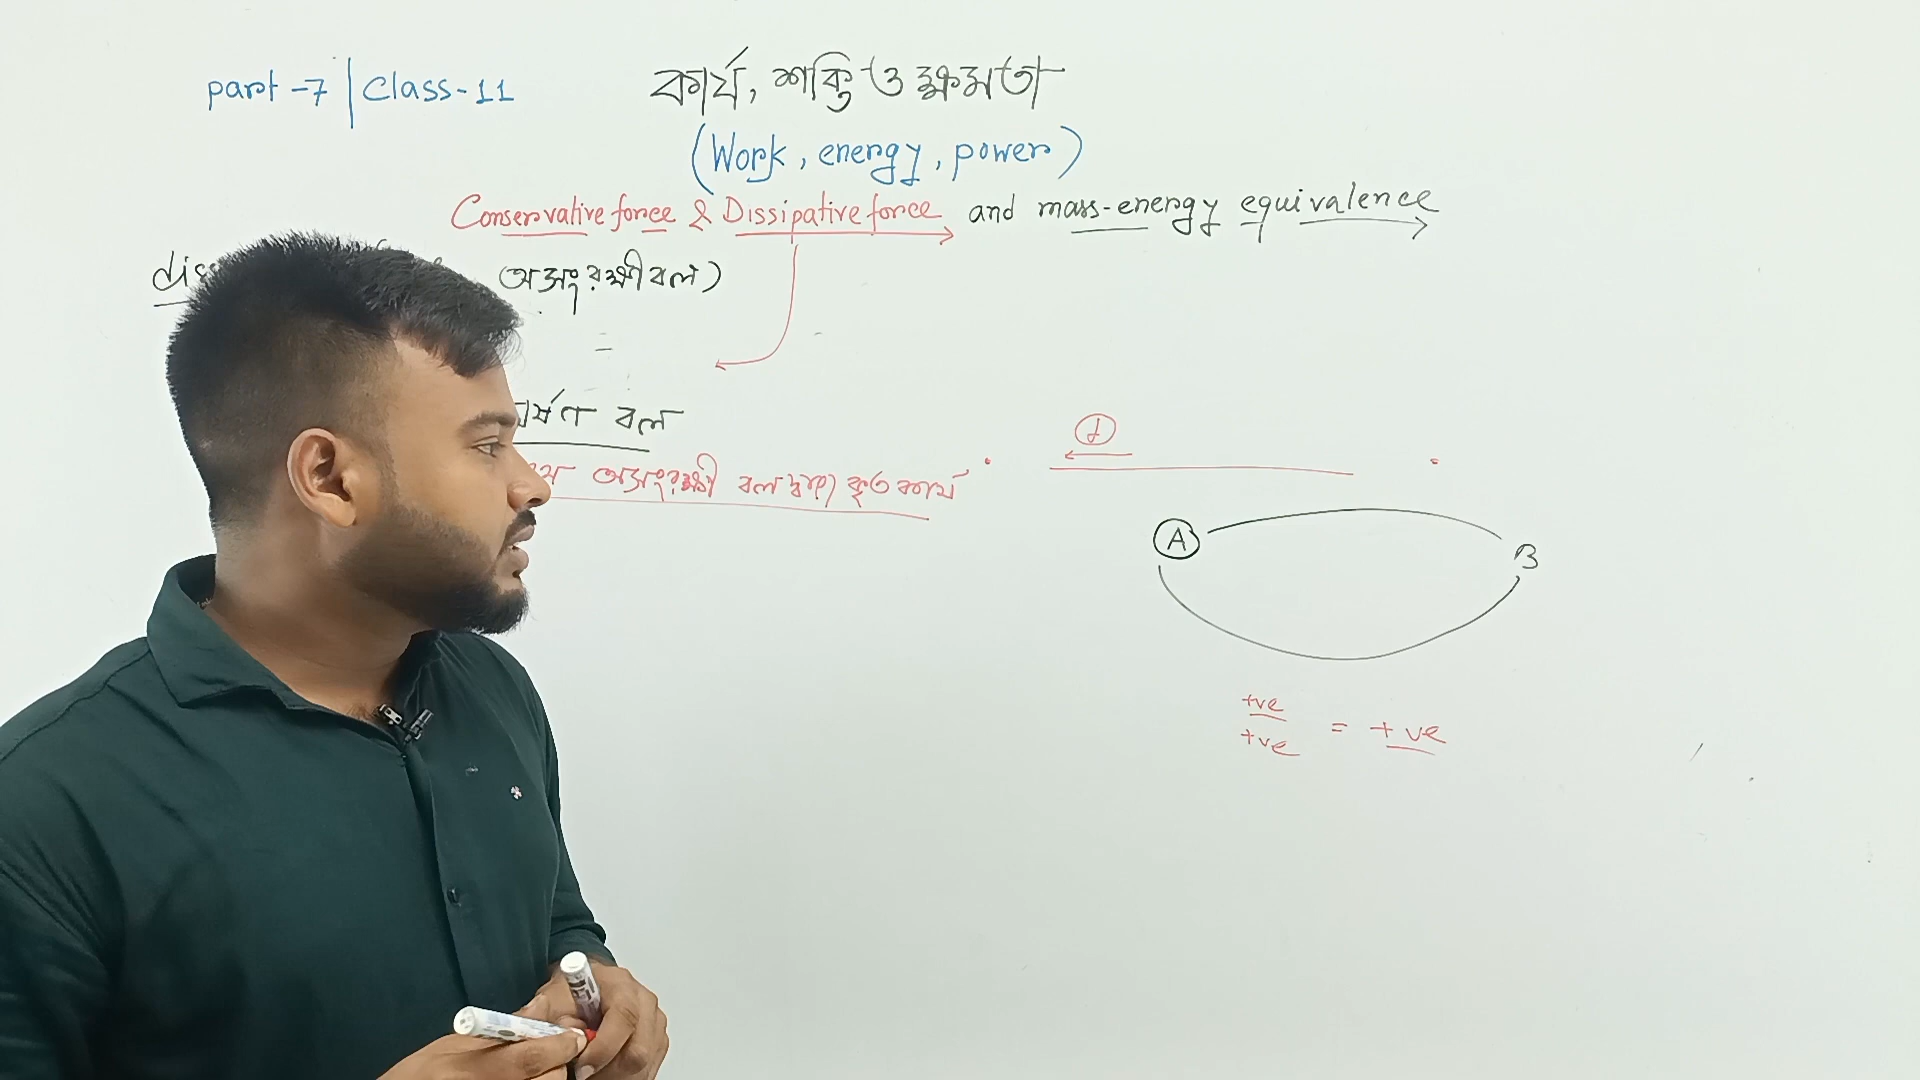 part-7 | Class-11
কার্য, শক্তি ও ক্ষমতা
(Work, energy, power)
Conservative force & Dissipative force and mass-energy equivalence
অসংরক্ষী বল)
বল
অসংরক্ষী বল দ্বারা কৃতকার্য
A
B
+ve
+ve = +ve